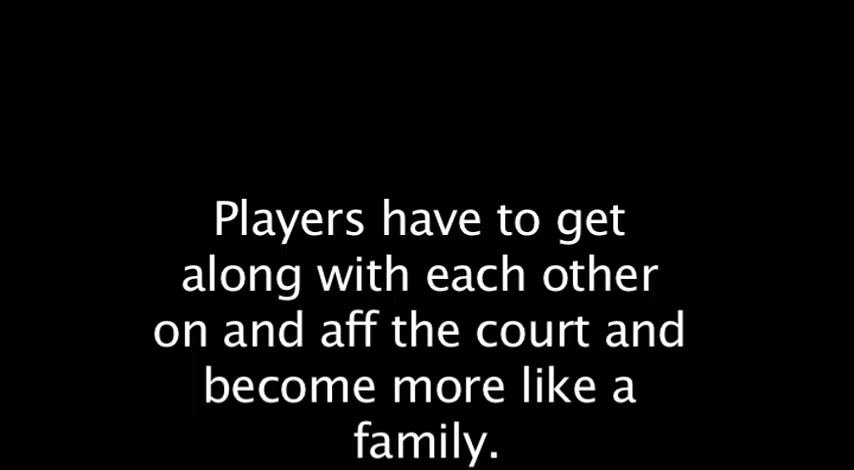 Players have to get
along with each other
on and aff the court and
become more like a
family.